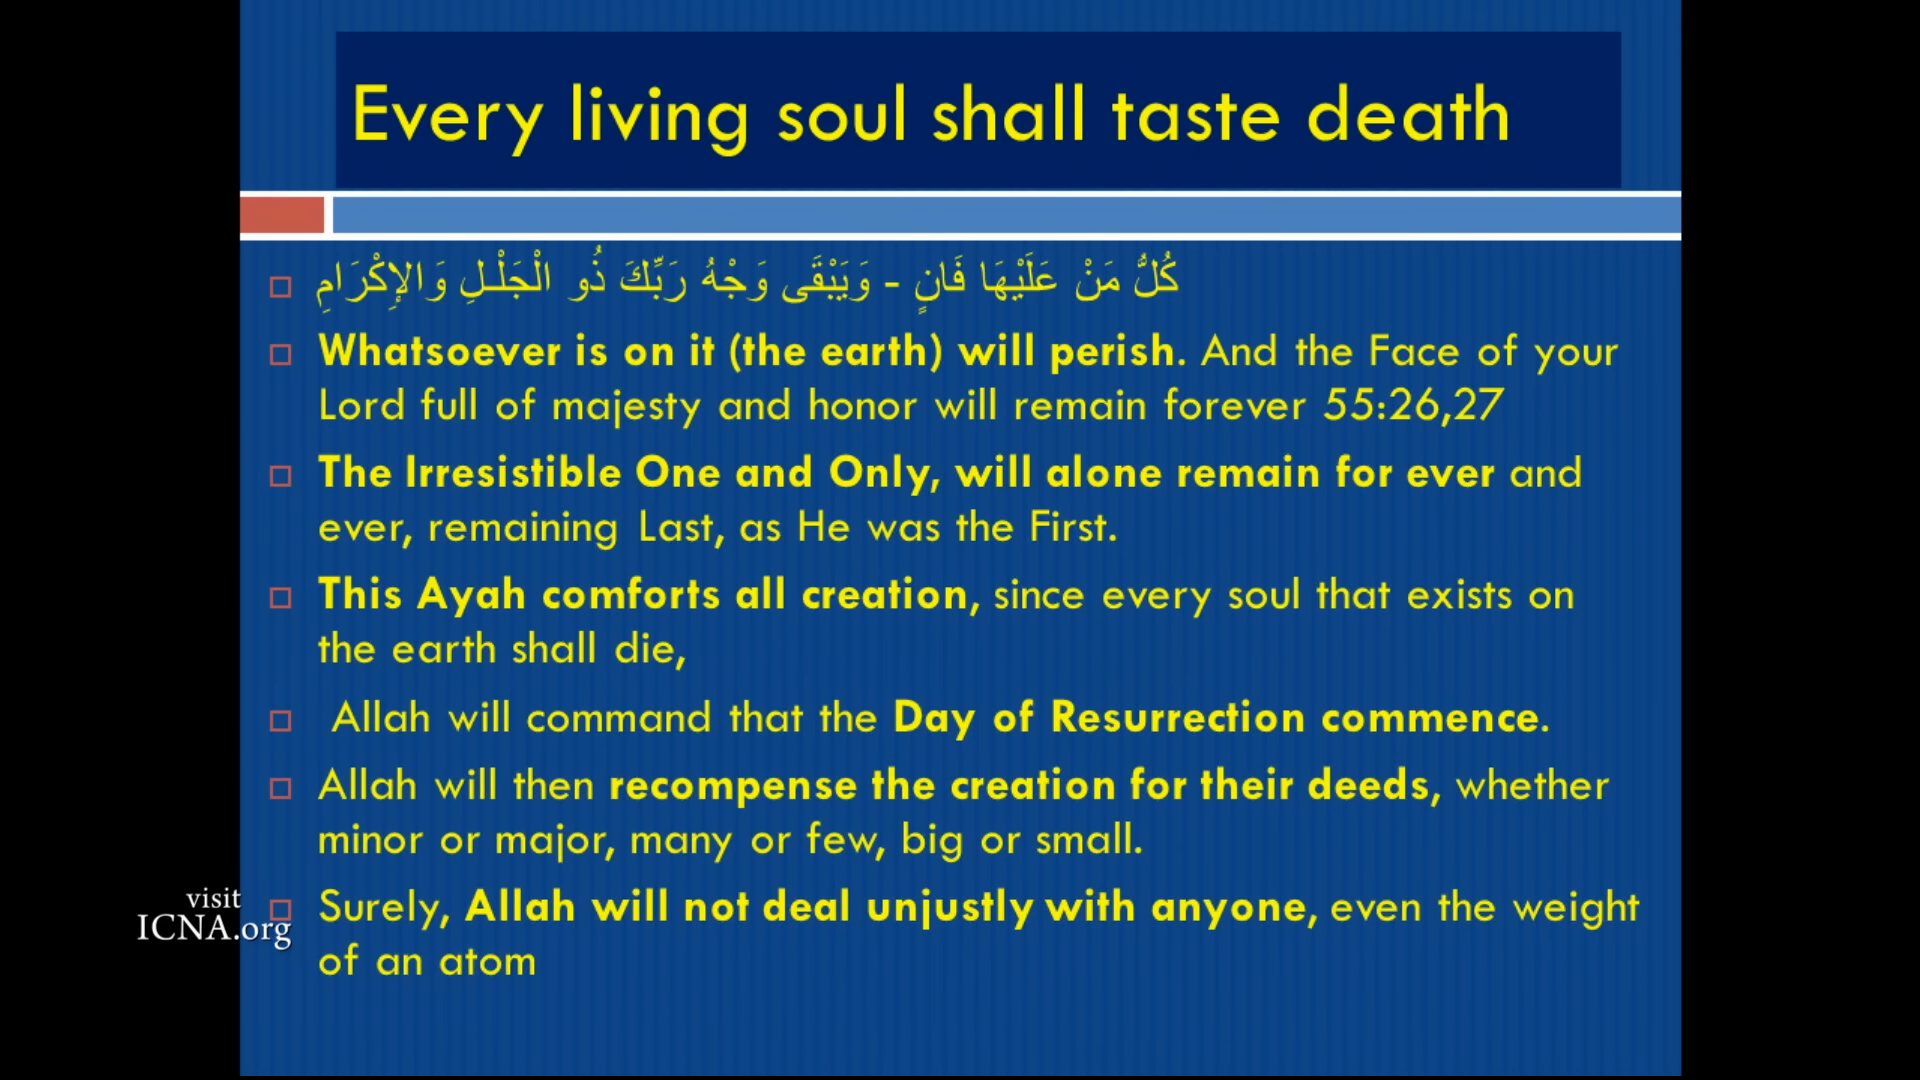 Every living soul shall taste death
كُلُّ مَنْ عَلَيْهَا فَانٍ - وَيَبْقَى وَجْهُ رَبِّكَ ذُو الْجَلْـلِ وَالإِكْرَامِ
Whatsoever is on it (the earth) will perish. And the Face of your
Lord full of majesty and honor will remain forever 55:26,27
The Irresistible One and Only, will alone remain for ever and
ever, remaining Last, as He was the First.
This Ayah comforts all creation, since every soul that exists on
the earth shall die,
Allah will command that the Day of Resurrection commence.
Allah will then recompense the creation for their deeds, whether
minor or major, many or few, big or small.
Surely, Allah will not deal unjustly with anyone, even the weight
of an atom
visit
ICNA.org